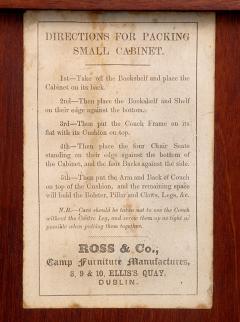 DIRECTIONS FOR PACKING
SMALL CABINET.
1st—Take off the Bookshelf and place the
Cabinet on its back.
2nd—Then place the Bookshelf and Shelf
on their edge against the bottom.
3rd—Then put the Couch Frame on its
flat with its Cushion on top.
4th—Then place the four Chair Seats
standing on their edge against the bottom of
the Cabinet, and the four Backs against the side.
5th—Then put the Arm and Back of Couch
on top of the Cushion, and the remaining space
will hold the Bolster, Pillar and Claws, Legs, &c.
N.B.—Care should be taken not to use the Couch
without the Centre Leg, and screw them up as tight as
possible when putting them together.
ROSS & Co.,
Camp Furniture Manufacturers,
8, 9 & 10, ELLIS'S QUAY,
DUBLIN.